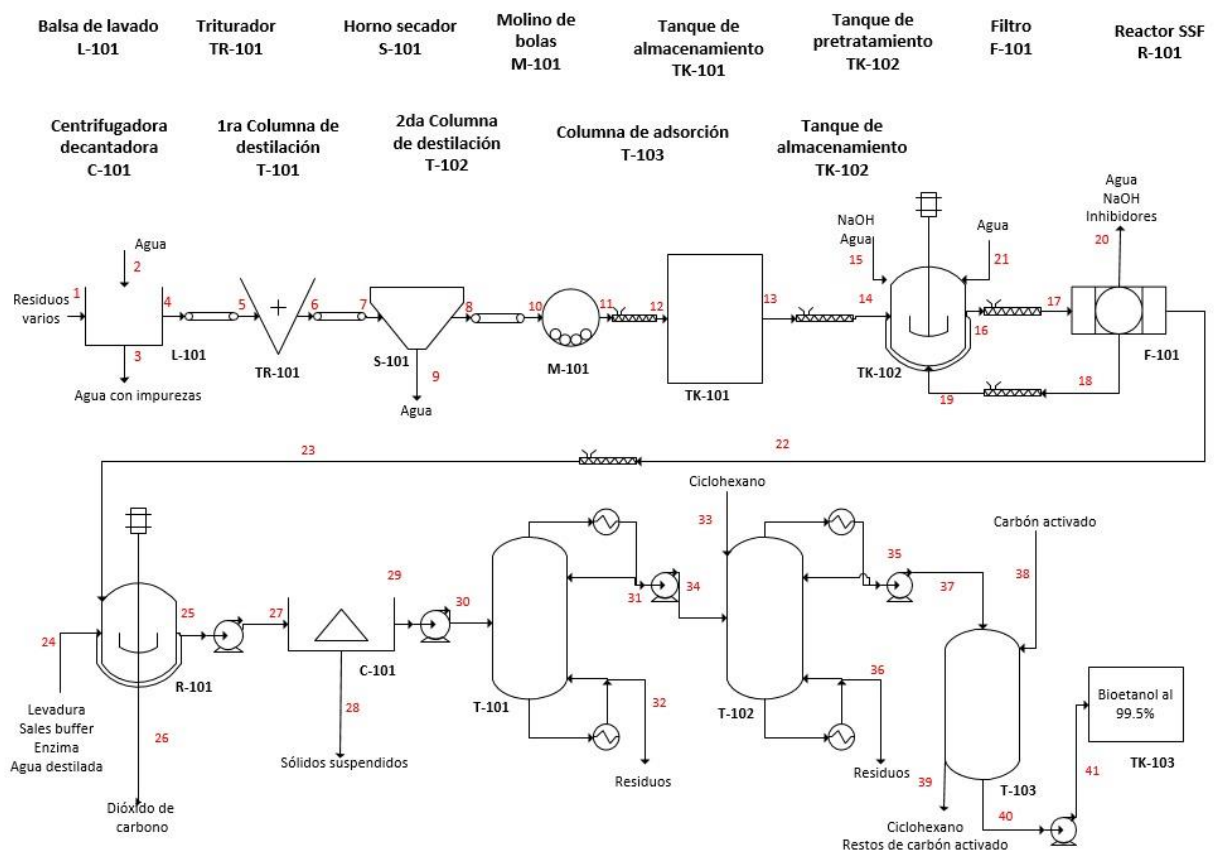 Balsa de lavado
L-101
Triturador
TR-101
Horno secador
S-101
Molino de
bolas
M-101
Tanque de
almacenamiento
TK-101
Tanque de
pretratamiento
TK-102
Filtro
F-101
Reactor SSF
R-101
Centrifugadora
decantadora
C-101
1ra Columna de
destilación
T-101
2da Columna
de destilación
T-102
Columna de adsorción
T-103
Tanque de
almacenamiento
TK-102
Residuos
varios
1
Agua
2
3
Agua con impurezas
4
L-101
5
TR-101
6
7
S-101
8
9
Agua
10
M-101
11
12
TK-101
13
14
NaOH
Agua
15
Agua
21
TK-102
16
17
Agua
NaOH
Inhibidores
20
F-101
18
19
22
23
24
Levadura
Sales buffer
Enzima
Agua destilada
R-101
25
26
Dióxido de
carbono
27
C-101
28
Sólidos suspendidos
29
30
T-101
31
32
Residuos
Ciclohexano
33
34
T-102
35
36
Residuos
37
Carbón activado
38
T-103
39
Ciclohexano
Restos de carbón activado
40
41
Bioetanol al
99.5%
TK-103